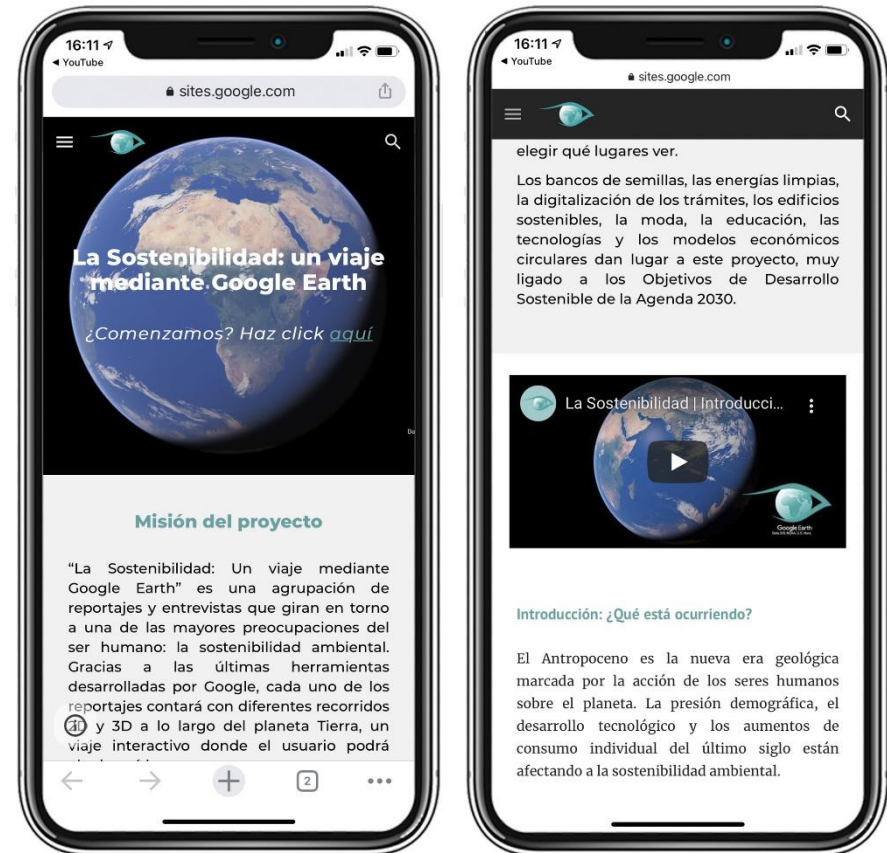 16:11
YouTube
sites.google.com
La Sostenibilidad: un viaje
mediante Google Earth
¿Comenzamos? Haz click aquí
Misión del proyecto
“La Sostenibilidad: Un viaje mediante
Google Earth” es una agrupación de
reportajes y entrevistas que giran en torno
a una de las mayores preocupaciones del
ser humano: la sostenibilidad ambiental.
Gracias a las últimas herramientas
desarrolladas por Google, cada uno de los
reportajes contará con diferentes recorridos
2D y 3D a lo largo del planeta Tierra, un
viaje interactivo donde el usuario podrá
2
16:11
YouTube
sites.google.com
elegir qué lugares ver.
Los bancos de semillas, las energías limpias,
la digitalización de los trámites, los edificios
sostenibles, la moda, la educación, las
tecnologías y los modelos económicos
circulares dan lugar a este proyecto, muy
ligado a los Objetivos de Desarrollo
Sostenible de la Agenda 2030.
La Sostenibilidad | Introducci...
Google Earth
Introducción: ¿Qué está ocurriendo?
El Antropoceno es la nueva era geológica
marcada por la acción de los seres humanos
sobre el planeta. La presión demográfica, el
desarrollo tecnológico y los aumentos de
consumo individual del último siglo están
afectando a la sostenibilidad ambiental.